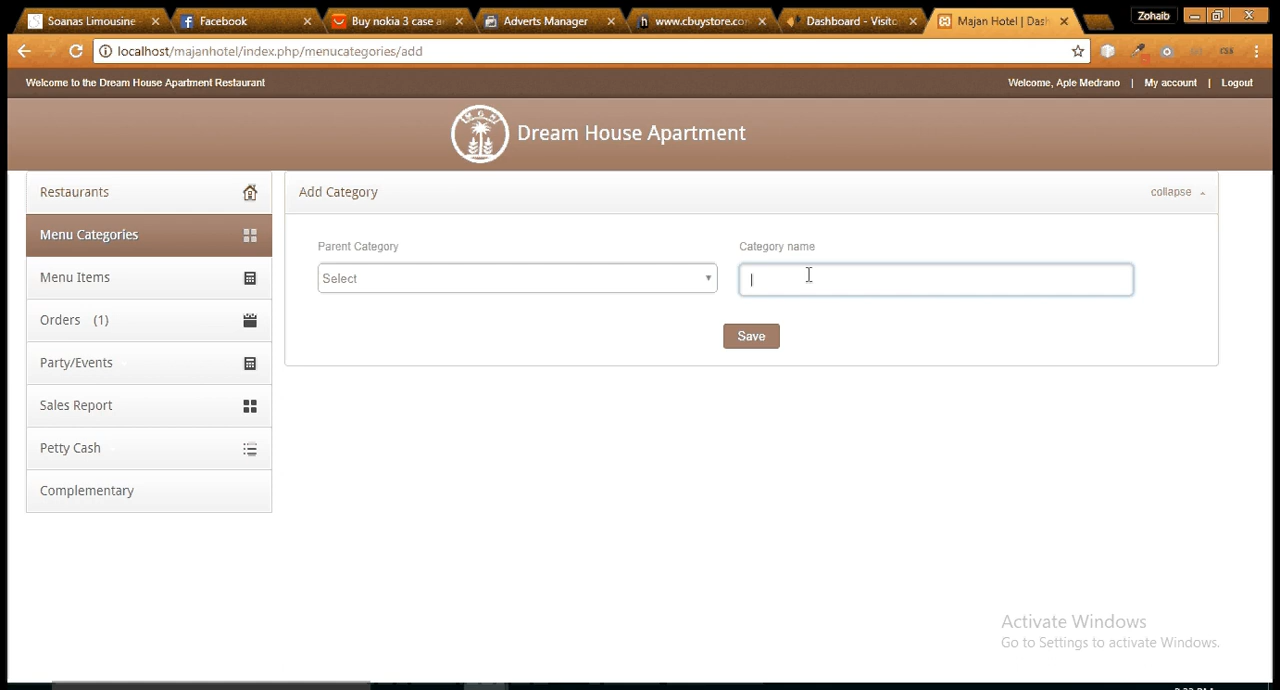 Soanas Limousine
Facebook
Buy nokia 3 case a
Adverts Manager
www.cbuystore.co
Dashboard - Visito
Majan Hotel | Dash
Zohaib
localhost/majanhotel/index.php/menucategories/add
CSS
Welcome to the Dream House Apartment Restaurant
Welcome, Aple Medrano | My account | Logout
Dream House Apartment
Restaurants
Menu Categories
Menu Items
Orders (1)
Party/Events
Sales Report
Petty Cash
Complementary
Add Category
collapse
Parent Category
Category name
Select
Save
Activate Windows
Go to Settings to activate Windows.